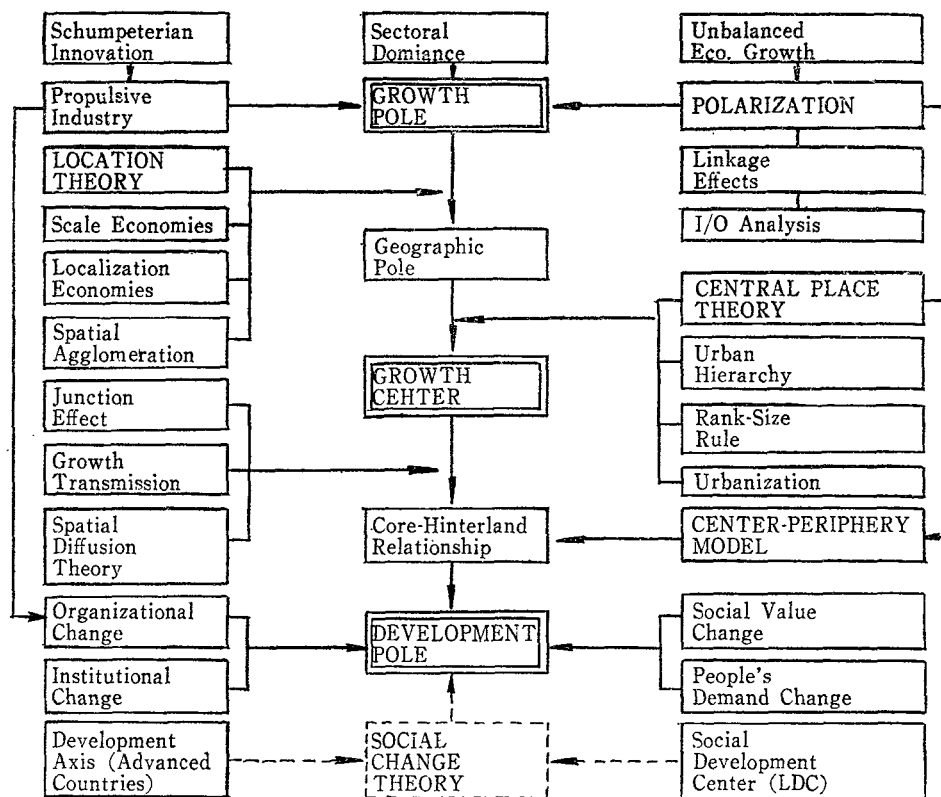 Schumpeterian
Innovation
Sectoral
Domiance
Unbalanced
Eco. Growth
Propulsive
Industry
GROWTH
POLE
POLARIZATION
LOCATION
THEORY
Linkage
Effects
Scale Economies
I/O Analysis
Geographic
Pole
Localization
Economies
CENTRAL PLACE
THEORY
Spatial
Agglomeration
Urban
Hierarchy
GROWTH
CEHTER
Junction
Effect
Rank-Size
Rule
Growth
Transmission
Urbanization
Spatial
Diffusion
Theory
Core-Hinterland
Relationship
CENTER-PERIPHERY
MODEL
Organizational
Change
DEVELOPMENT
POLE
Social Value
Change
Institutional
Change
People's
Demand Change
Development
Axis (Advanced
Countries)
SOCIAL
CHANGE
THEORY
Social
Development
Center (LDC)